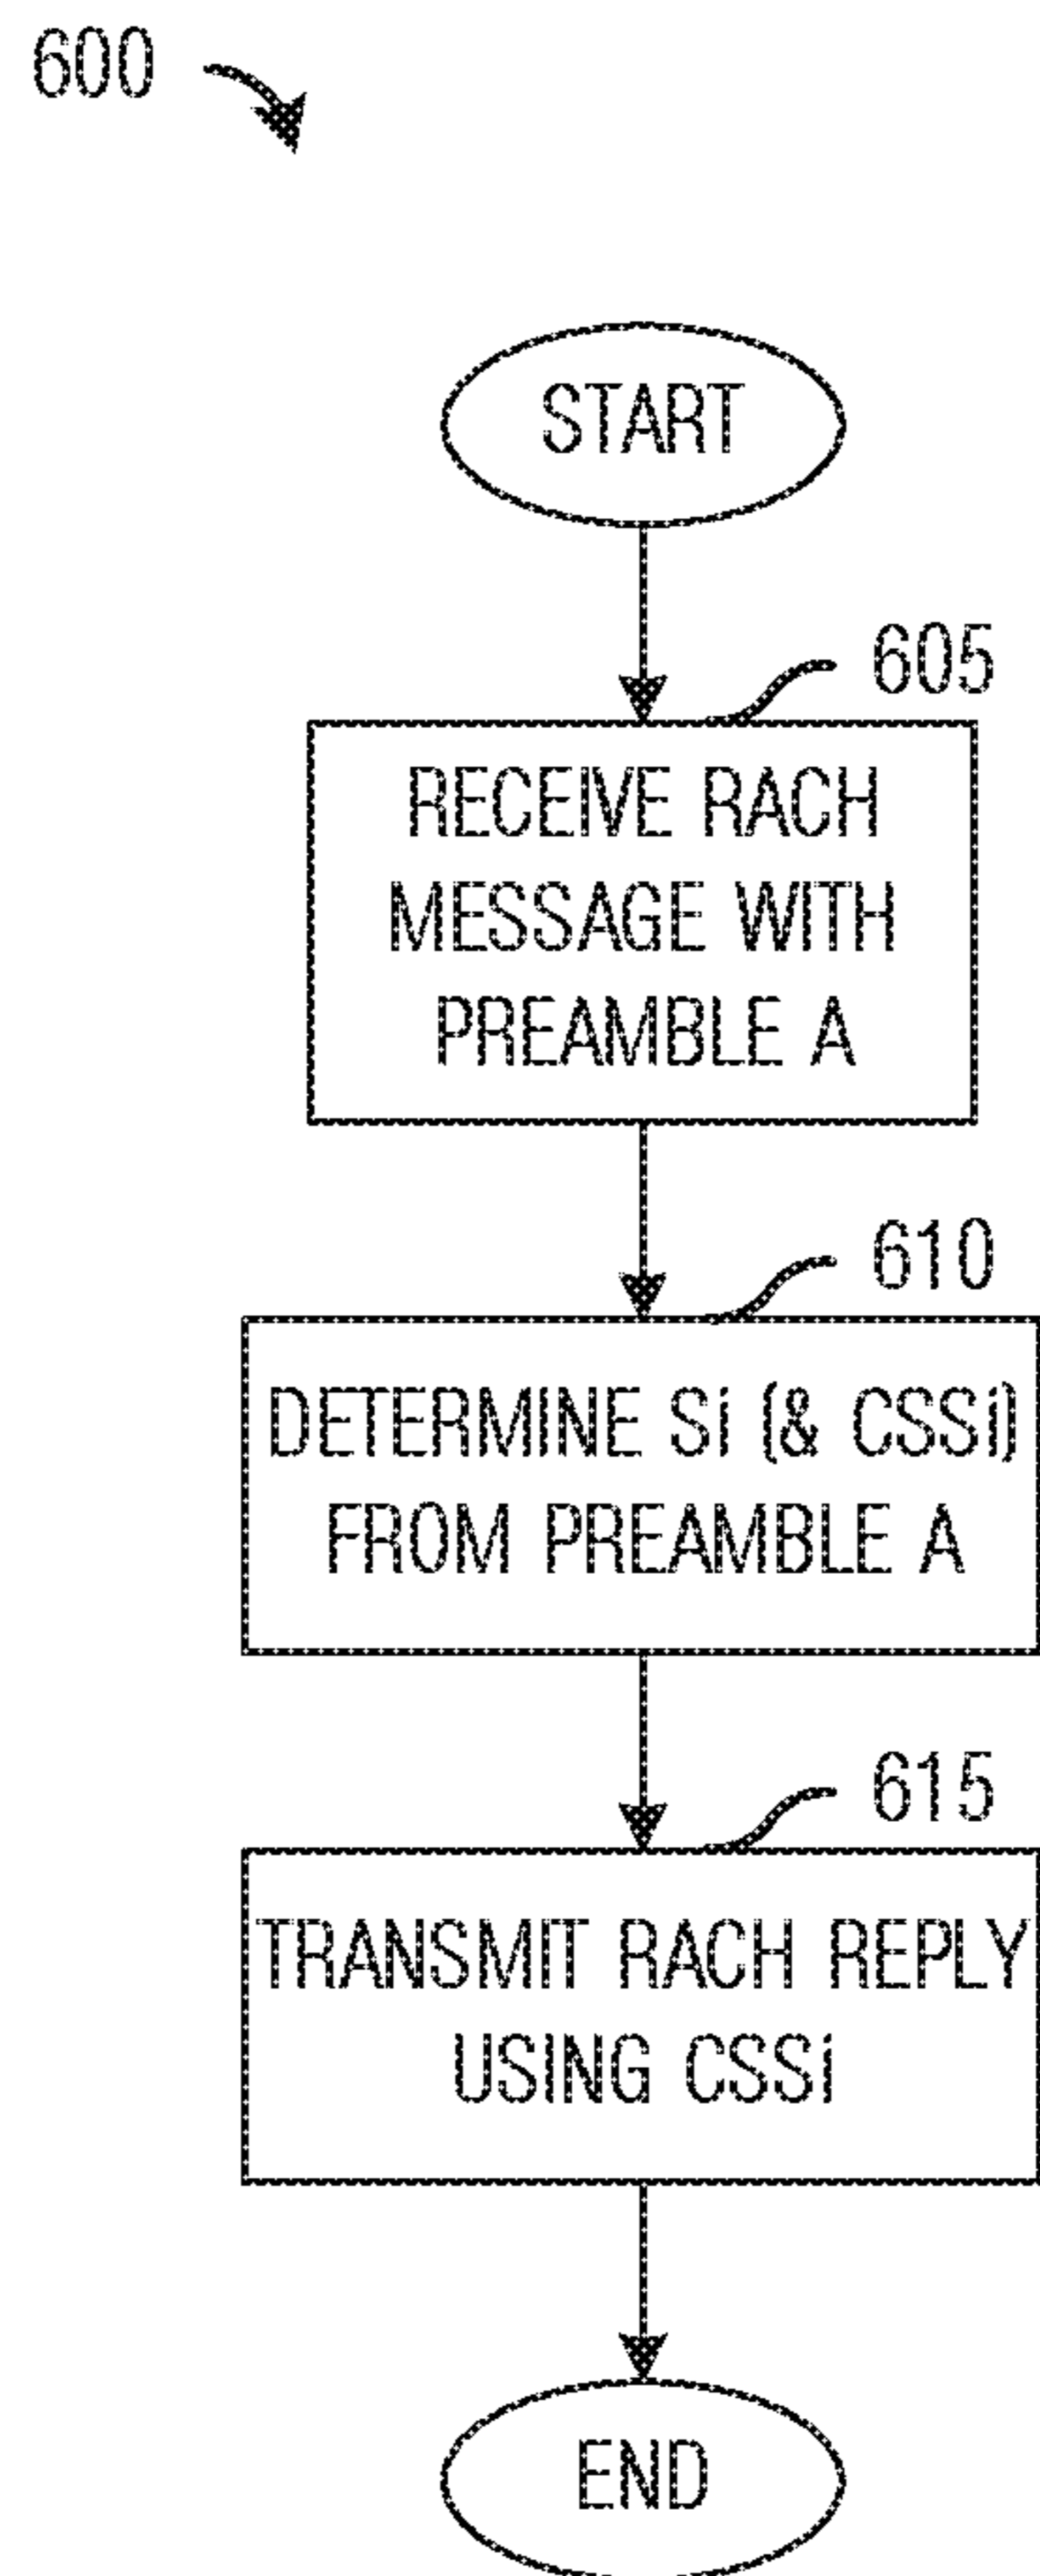 600
START
605
RECEIVE RACH
MESSAGE WITH
PREAMBLE A
610
DETERMINE Si (& CSSi)
FROM PREAMBLE A
615
TRANSMIT RACH REPLY
USING CSSi
END